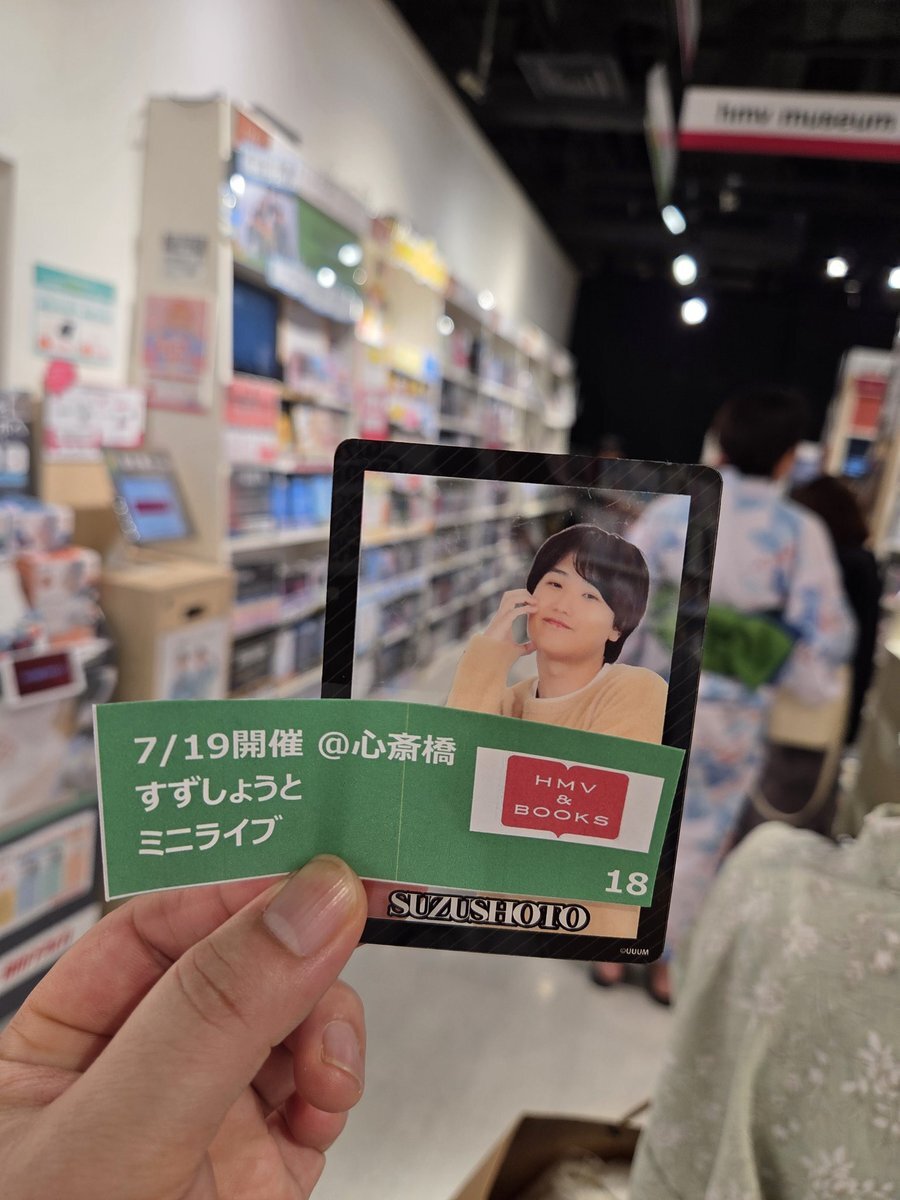 hmv museum
7/19開催 @心斎橋
すずしょうと
ミニライブ
HMV
&
BOOKS
18
SUZUSHOTO
©UUUM